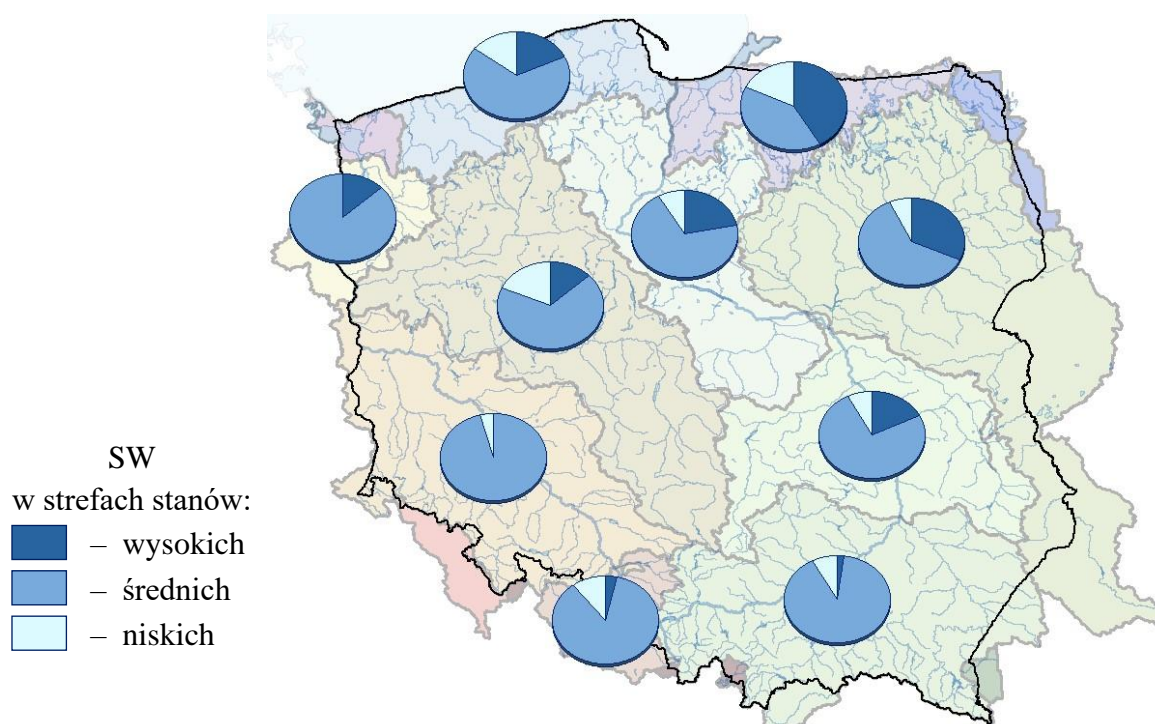 SW
w strefach stanów:
– wysokich
– średnich
– niskich